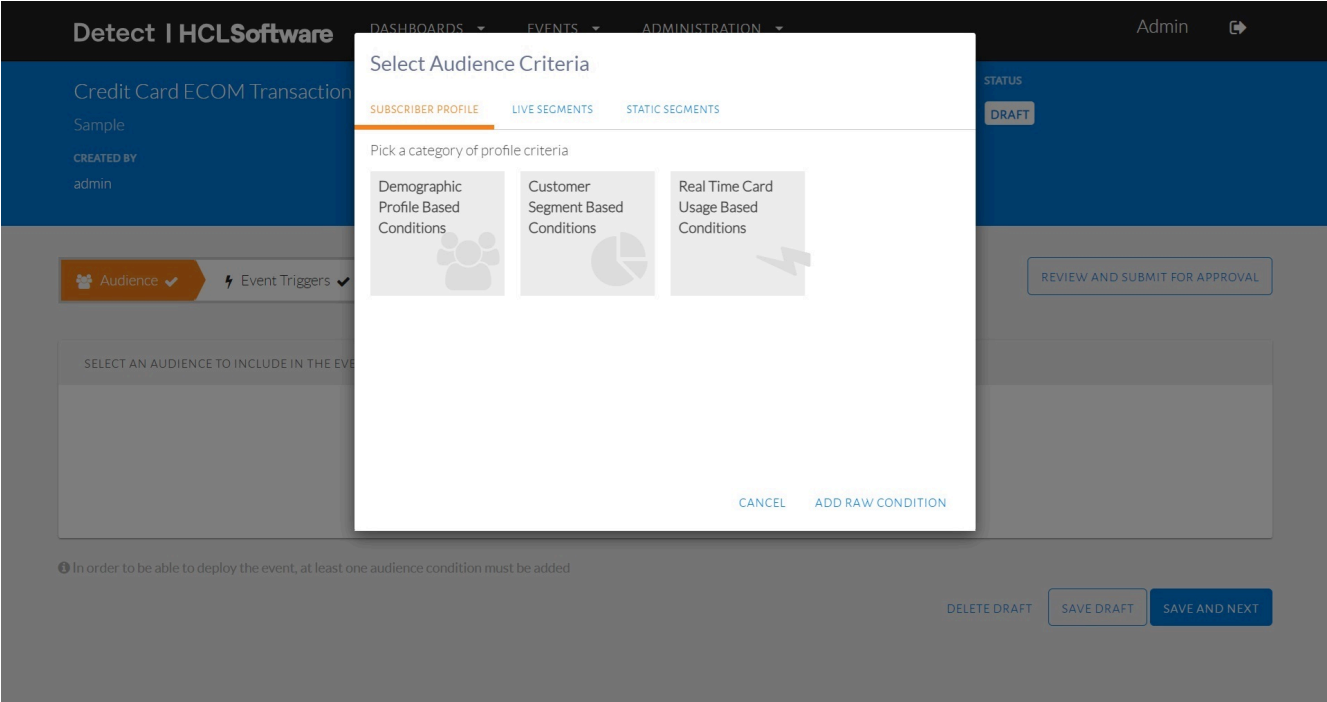 Detect | HCLSoftware
DASHBOARDS
EVENTS
ADMINISTRATION
Admin
Credit Card ECOM Transaction
Sample
CREATED BY
admin
STATUS
DRAFT
Select Audience Criteria
SUBSCRIBER PROFILE
LIVE SEGMENTS
STATIC SEGMENTS
Pick a category of profile criteria
Demographic
Profile Based
Conditions
Customer
Segment Based
Conditions
Real Time Card
Usage Based
Conditions
CANCEL
ADD RAW CONDITION
Audience
Event Triggers
REVIEW AND SUBMIT FOR APPROVAL
SELECT AN AUDIENCE TO INCLUDE IN THE EVE
In order to be able to deploy the event, at least one audience condition must be added
DELETE DRAFT
SAVE DRAFT
SAVE AND NEXT